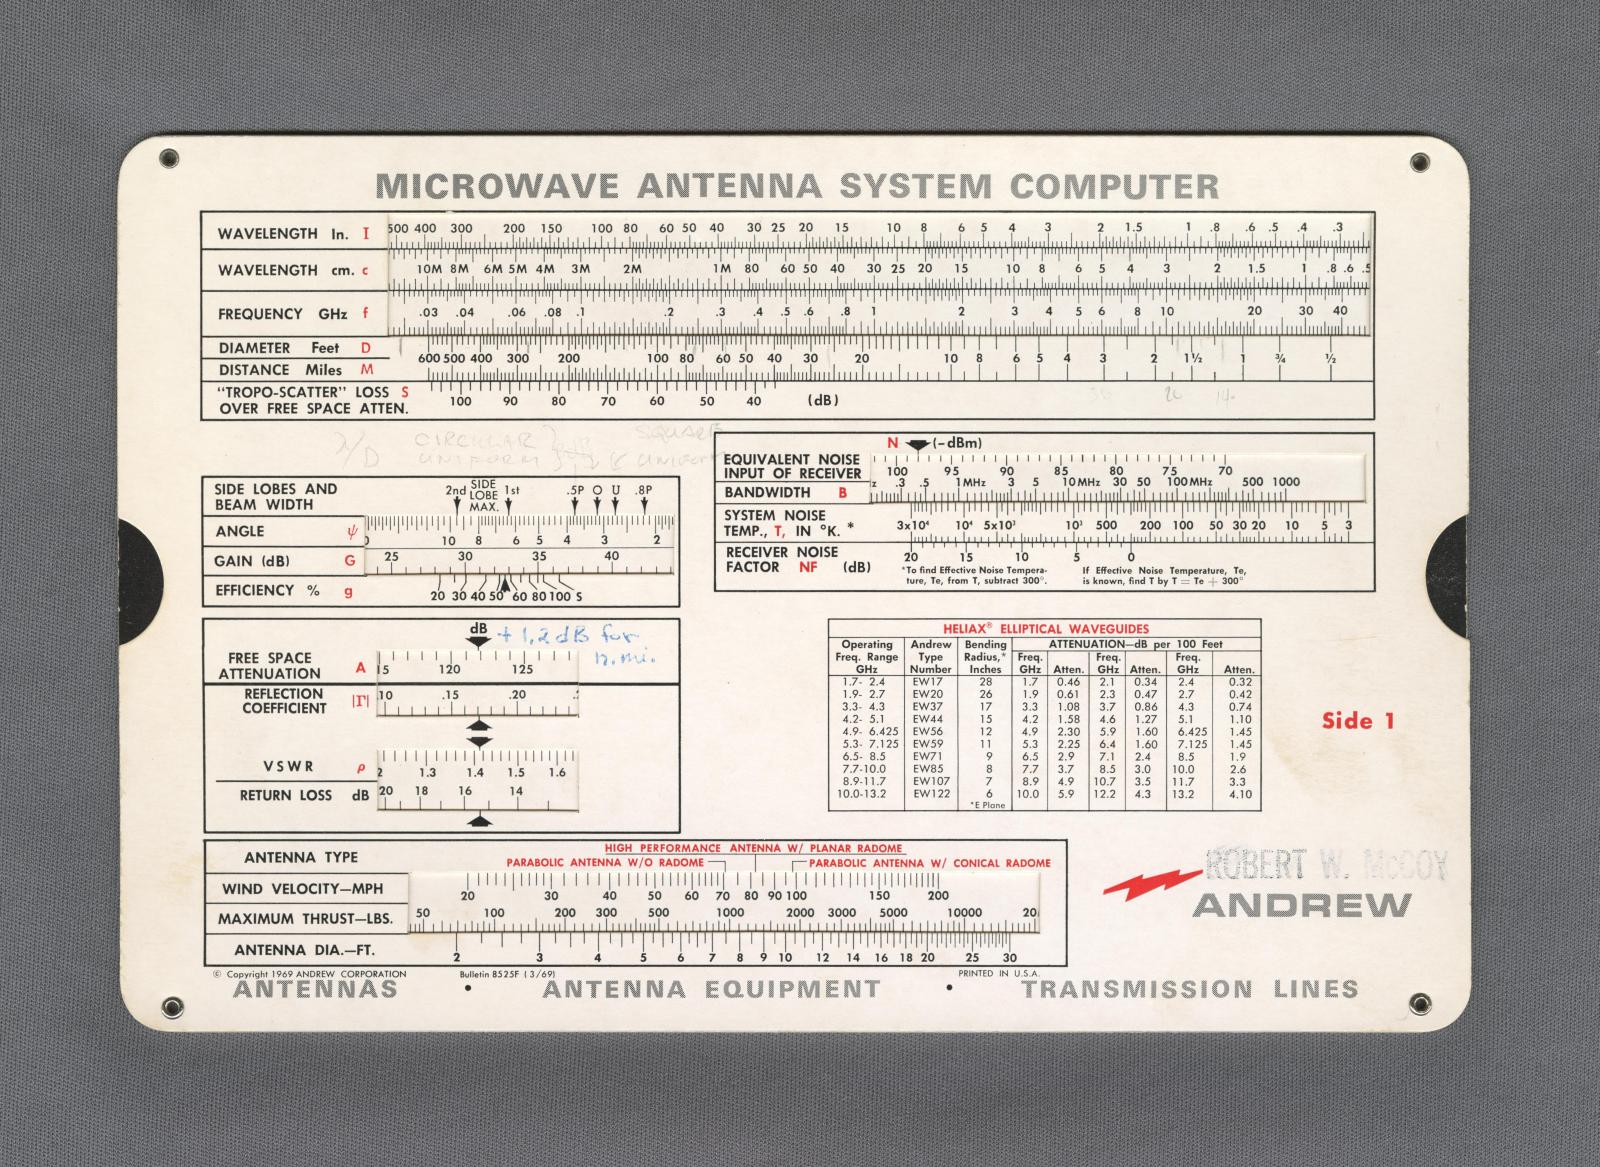 MICROWAVE ANTENNA SYSTEM COMPUTER
WAVELENGTH In. I 500 400 300 200 150 100 80 60 50 40 30 25 20 15 10 8 6 5 4 3 2 1.5 1 .8 .6 .5 .4 .3
WAVELENGTH cm. c 10M 8M 6M 5M 4M 3M 2M 1M 80 60 50 40 30 25 20 15 10 8 6 5 4 3 2 1.5 1 .8 .6 .5
FREQUENCY GHz f .03 .04 .06 .08 .1 .2 .3 .4 .5 .6 .8 1 2 3 4 5 6 8 10 20 30 40
DIAMETER Feet D
600 500 400 300 200 100 80 60 50 40 30 20 10 8 6 5 4 3 2 1½ 1 ¾ ½
DISTANCE Miles M
"TROPO-SCATTER" LOSS S
OVER FREE SPACE ATTEN.
100 90 80 70 60 50 40 (dB)
20 14
λ/D CIRCULAR SQUARE
UNIFORM UNIFORM
N (-dBm)
EQUIVALENT NOISE
INPUT OF RECEIVER
100 95 90 85 80 75 70
BANDWIDTH B
z .3 .5 1MHz 3 5 10MHz 30 50 100MHz 500 1000
SYSTEM NOISE
TEMP., T, IN °K. *
3x10⁴ 10⁴ 5x10³ 10³ 500 200 100 50 30 20 10 5 3
RECEIVER NOISE
FACTOR NF (dB)
20 15 10 5 0
*To find Effective Noise Tempera-
ture, Te, from T, subtract 300°.
If Effective Noise Temperature, Te,
is known, find T by T = Te + 300°
SIDE LOBES AND
BEAM WIDTH
2nd SIDE LOBE MAX. 1st .5P O U .8P
ANGLE ψ 0 10 8 6 5 4 3 2
GAIN (dB) G 25 30 35 40
EFFICIENCY % g 20 30 40 50 60 80 100 S
dB + 1.2 dB for
n.mi.
FREE SPACE
ATTENUATION A
15 120 125
REFLECTION
COEFFICIENT |Γ|
.10 .15 .20
VSWR ρ 2 1.3 1.4 1.5 1.6
RETURN LOSS dB 20 18 16 14
HELIAX® ELLIPTICAL WAVEGUIDES
Operating Freq. Range GHz Andrew Type Number Bending Radius,* Inches ATTENUATION—dB per 100 Feet
Freq. GHz Atten. Freq. GHz Atten. Freq. GHz Atten.
1.7- 2.4 EW17 28 1.7 0.46 2.1 0.34 2.4 0.32
1.9- 2.7 EW20 26 1.9 0.61 2.3 0.47 2.7 0.42
3.3- 4.3 EW37 17 3.3 1.08 3.7 0.86 4.3 0.74
4.2- 5.1 EW44 15 4.2 1.58 4.6 1.27 5.1 1.10
4.9- 6.425 EW56 12 4.9 2.30 5.9 1.60 6.425 1.45
5.3- 7.125 EW59 11 5.3 2.25 6.4 1.60 7.125 1.45
6.5- 8.5 EW71 9 6.5 2.9 7.1 2.4 8.5 1.9
7.7-10.0 EW85 8 7.7 3.7 8.5 3.0 10.0 2.6
8.9-11.7 EW107 7 8.9 4.9 10.7 3.5 11.7 3.3
10.0-13.2 EW122 6 10.0 5.9 12.2 4.3 13.2 4.10
*E Plane
Side 1
ANTENNA TYPE
HIGH PERFORMANCE ANTENNA W/ PLANAR RADOME
PARABOLIC ANTENNA W/O RADOME
PARABOLIC ANTENNA W/ CONICAL RADOME
WIND VELOCITY—MPH 20 30 40 50 60 70 80 90 100 150 200
MAXIMUM THRUST—LBS. 50 100 200 300 500 1000 2000 3000 5000 10000 20
ANTENNA DIA.—FT. 2 3 4 5 6 7 8 9 10 12 14 16 18 20 25 30
ROBERT W. McCOY
ANDREW
© Copyright 1969 ANDREW CORPORATION Bulletin 8525F (3/69) PRINTED IN U.S.A.
ANTENNAS • ANTENNA EQUIPMENT • TRANSMISSION LINES